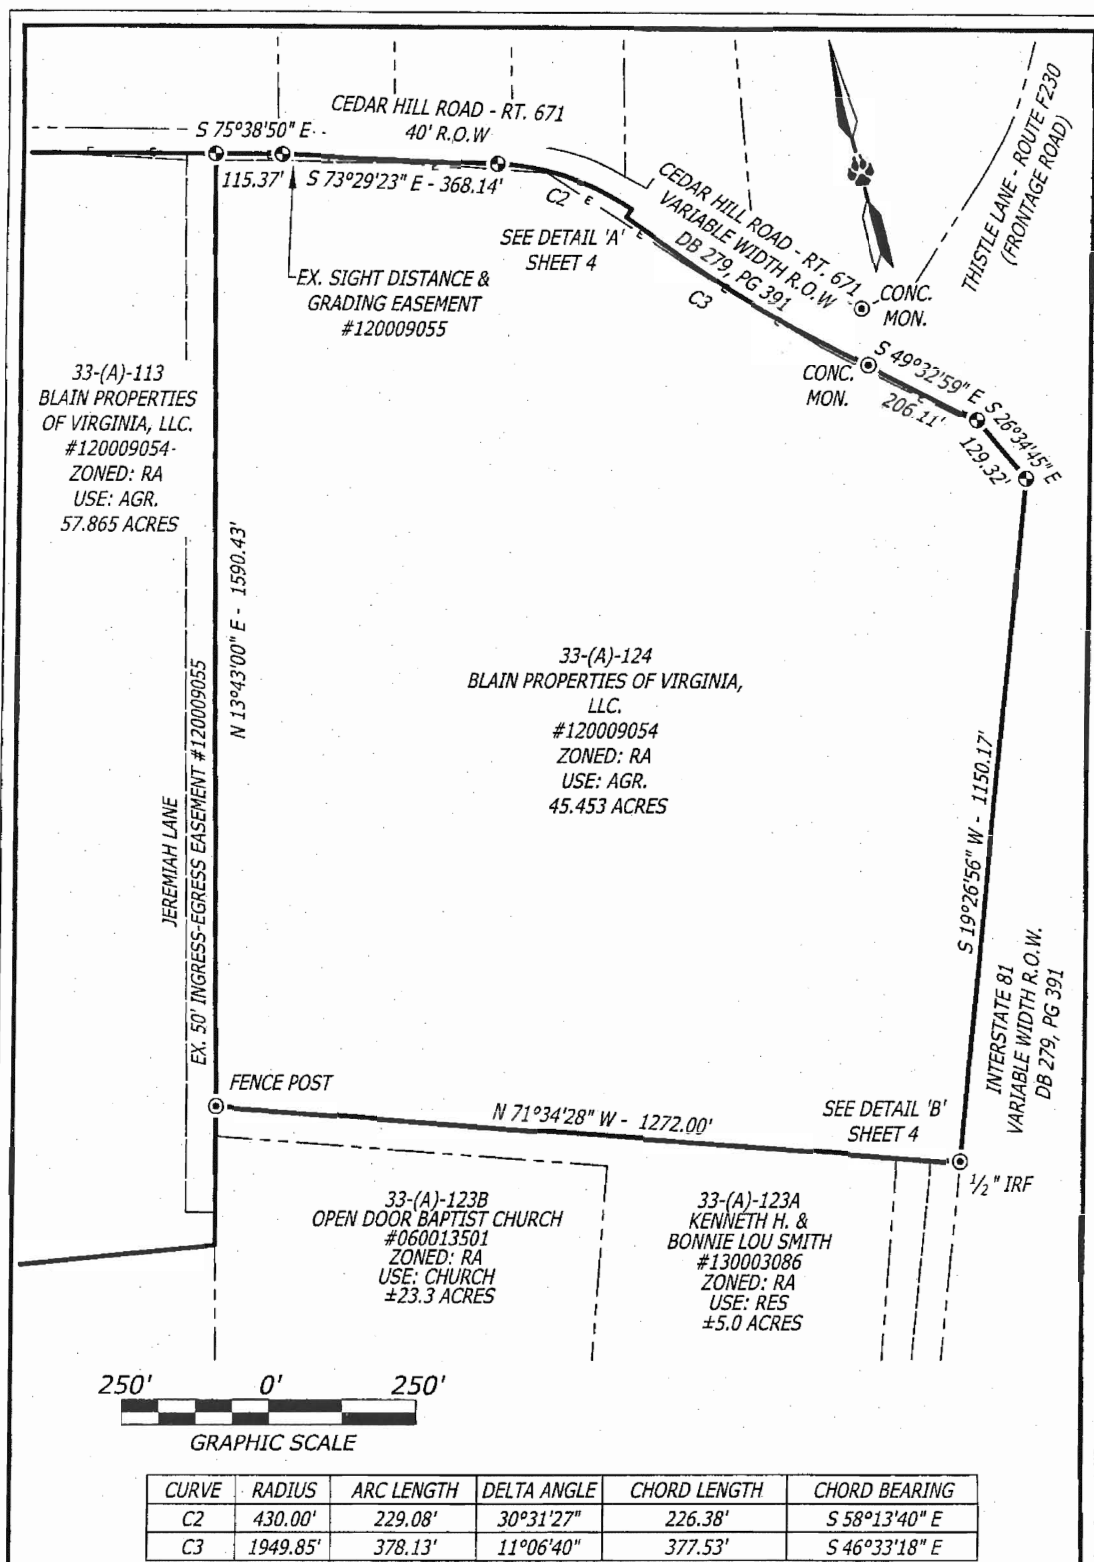 CEDAR HILL ROAD - RT. 671
40' R.O.W
S 75°38'50" E
115.37'
S 73°29'23" E - 368.14'
C2
SEE DETAIL 'A'
SHEET 4
CEDAR HILL ROAD - RT. 671
VARIABLE WIDTH R.O.W
DB 279, PG 391
C3
THISTLE LANE - ROUTE F230
(FRONTAGE ROAD)
CONC.
MON.
EX. SIGHT DISTANCE &
GRADING EASEMENT
#120009055
CONC.
MON.
S 49°32'59" E
206.11'
S 26°34'45" E
129.32'
33-(A)-113
BLAIN PROPERTIES
OF VIRGINIA, LLC.
#120009054
ZONED: RA
USE: AGR.
57.865 ACRES
N 13°43'00" E - 1590.43'
JEREMIAH LANE
EX. 50' INGRESS-EGRESS EASEMENT #120009055
33-(A)-124
BLAIN PROPERTIES OF VIRGINIA,
LLC.
#120009054
ZONED: RA
USE: AGR.
45.453 ACRES
S 19°26'56" W - 1150.17'
INTERSTATE 81
VARIABLE WIDTH R.O.W.
DB 279, PG 391
FENCE POST
N 71°34'28" W - 1272.00'
SEE DETAIL 'B'
SHEET 4
1/2" IRF
33-(A)-123B
OPEN DOOR BAPTIST CHURCH
#060013501
ZONED: RA
USE: CHURCH
±23.3 ACRES
33-(A)-123A
KENNETH H. &
BONNIE LOU SMITH
#130003086
ZONED: RA
USE: RES
±5.0 ACRES
250' 0' 250'
GRAPHIC SCALE
CURVE RADIUS ARC LENGTH DELTA ANGLE CHORD LENGTH CHORD BEARING
C2 430.00' 229.08' 30°31'27" 226.38' S 58°13'40" E
C3 1949.85' 378.13' 11°06'40" 377.53' S 46°33'18" E